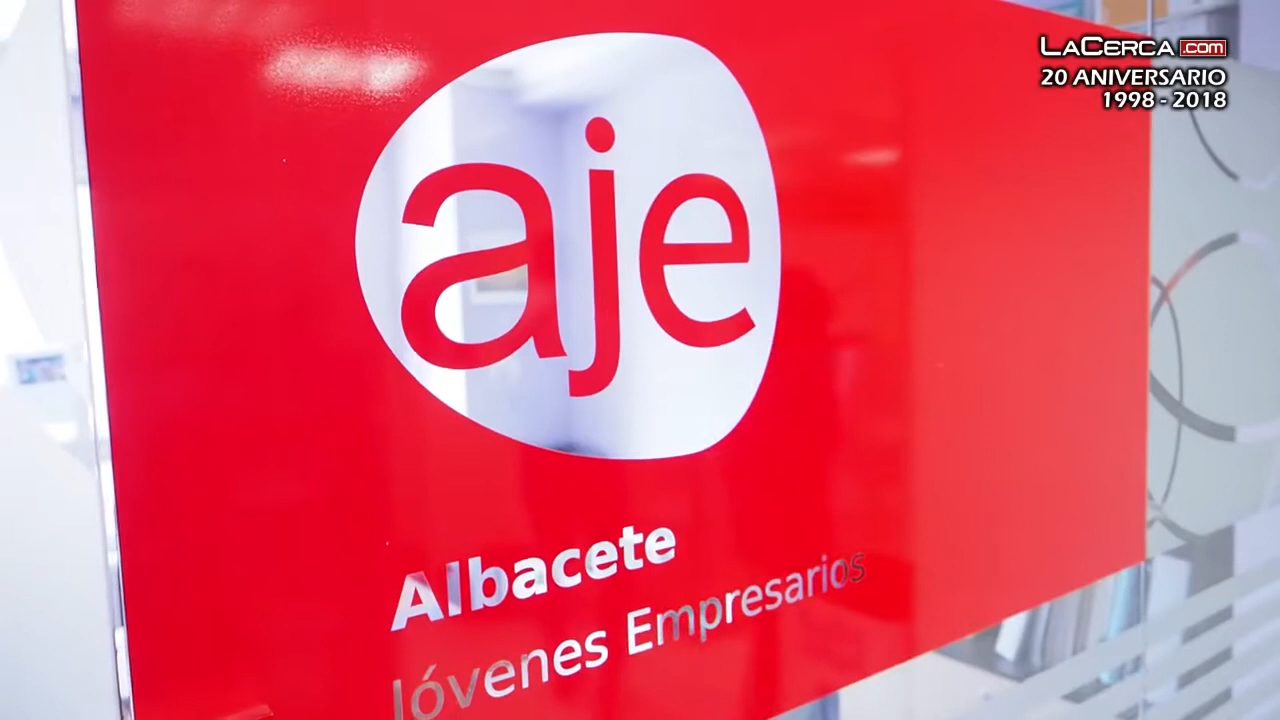 LaCerca.com
20 ANIVERSARIO
1998 - 2018
aje
Albacete
Jóvenes Empresarios